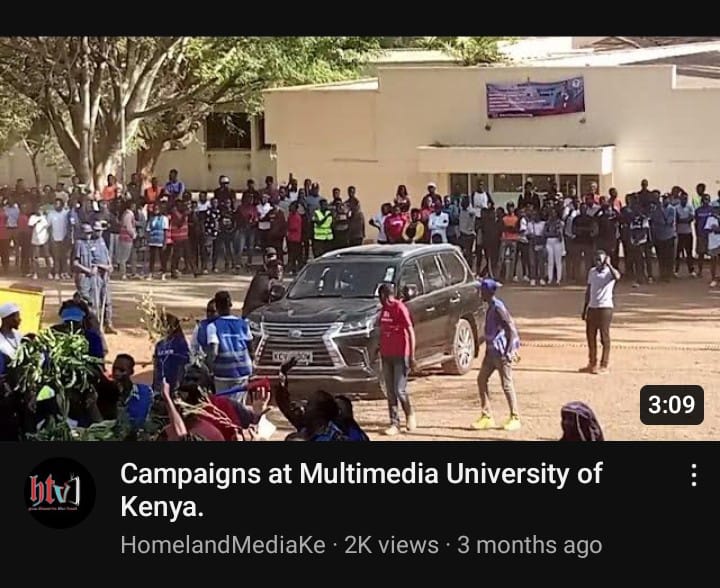 3:09
htv
Campaigns at Multimedia University of
Kenya.
HomelandMediaKe · 2K views · 3 months ago